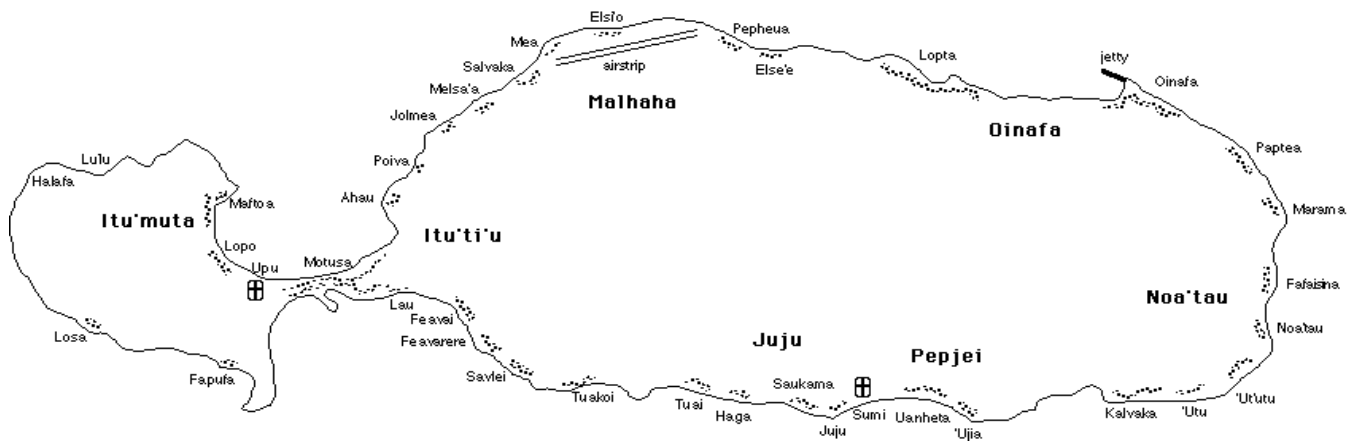 Elsi'o
Mea
Pepheua
Salvaka
airstrip
Else'e
Lopta
jetty
Oinafa
Melsa'a
Malhaha
Jolmea
Oinafa
Lu'lu
Poiva
Paptea
Halafa
Maftoa
Ahau
Marama
Itu'muta
Itu'ti'u
Lopo
Upu
Motusa
Fafaisina
Lau
Noa'tau
Feavai
Noa'tau
Losa
Feavarere
Juju
Pepjei
Savlei
Fapufa
Saukama
Tuakoi
Tuai
Haga
Juju
Sumi
Uanheta
'Ujia
Kalvaka
'Utu
'Ut'utu